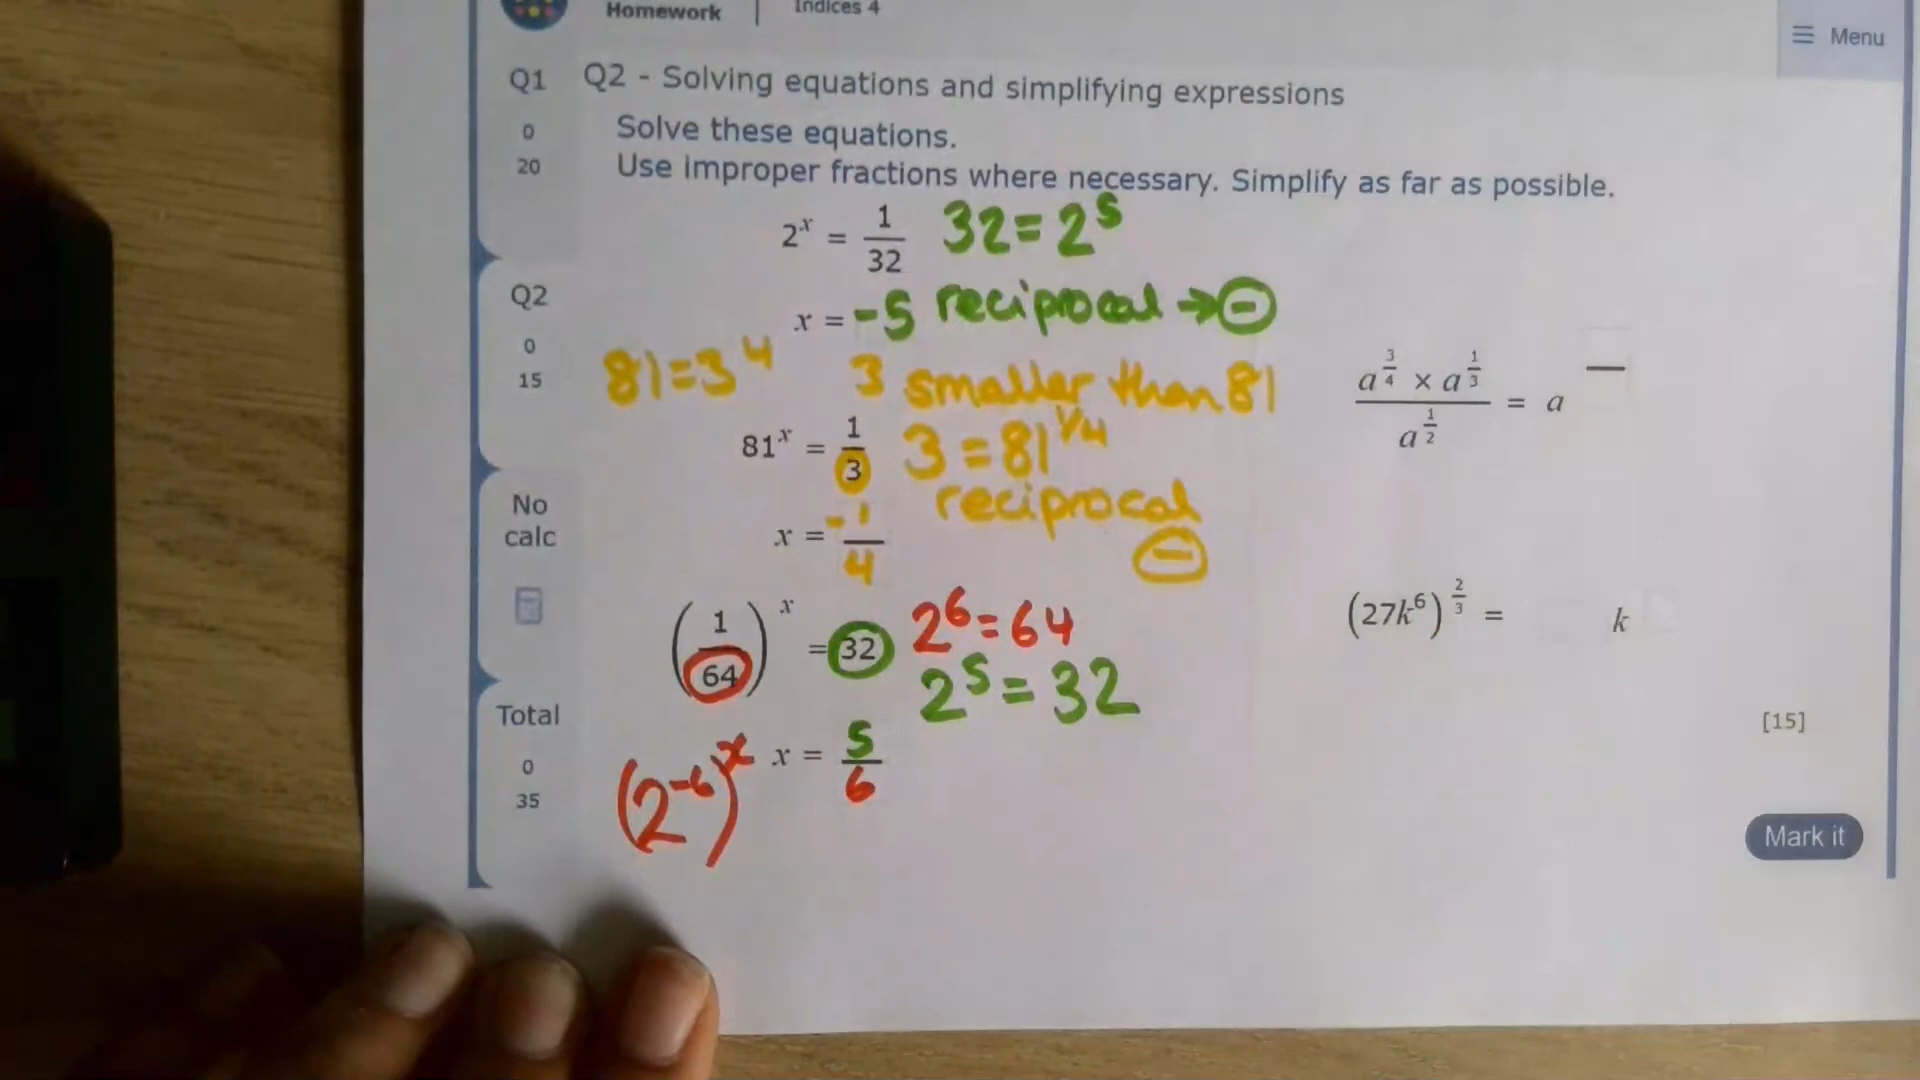 Homework | Indices 4
≡ Menu
Q1
0
20
Q2
0
15
No
calc
Total
0
35
Q2 - Solving equations and simplifying expressions
Solve these equations.
Use improper fractions where necessary. Simplify as far as possible.
2^x = 1/32 32 = 2^5
x = -5 reciprocal → ⊖
81 = 3^4 3 smaller than 81
81^x = 1/3 3 = 81^1/4
reciprocal
x = -1/4 ⊖
(1/64)^x = 32 2^6 = 64
2^5 = 32
(2^-6)^x x = 5/6
(a^(3/4) × a^(1/3)) / a^(1/2) = a —
(27k^6)^(2/3) = k
[15]
Mark it